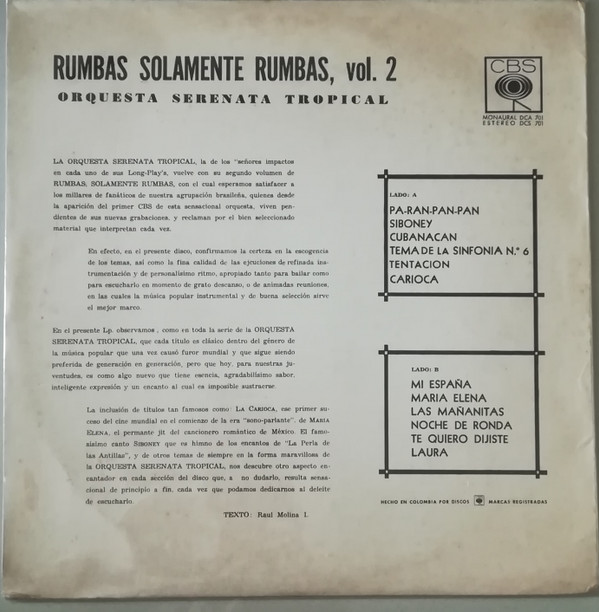 RUMBAS SOLAMENTE RUMBAS, vol. 2
ORQUESTA SERENATA TROPICAL
CBS
MONAURAL DCA 701
ESTEREO DCS 701
LA ORQUESTA SERENATA TROPICAL, la de los "señores impactos
en cada uno de sus Long-Play's, vuelve con su segundo volumen de
RUMBAS, SOLAMENTE RUMBAS, con el cual esperamos satisfacer a
los millares de fanáticos de nuestra agrupación brasileña, quienes desde
la aparición del primer CBS de esta sensacional orquesta, viven pen-
dientes de sus nuevas grabaciones, y reclaman por el bien seleccionado
material que interpretan cada vez.
En efecto, en el presente disco, confirmamos la certeza en la escogencia
de los temas, así como la fina calidad de las ejecuciones de refinada ins-
trumentación y de personalísimo ritmo, apropiado tanto para bailar como
para escucharlo en momento de grato descanso, o de animadas reuniones,
en las cuales la música popular instrumental y de buena selección sirve
el mejor marco.
En el presente Lp. observamos, como en toda la serie de la ORQUESTA
SERENATA TROPICAL, que cada título es clásico dentro del género de
la música popular que una vez causó furor mundial y que sigue siendo
preferida de generación en generación, pero que hoy, para nuestras ju-
ventudes, es como algo nuevo que tiene esencia, agradabilísimo sabor,
inteligente expresión y un encanto al cual es imposible sustraerse.
La inclusión de títulos tan famosos como LA CARIOCA, ese primer su-
ceso del cine mundial en el comienzo de la era "sono-parlante". de MARIA
ELENA, el permante jit del cancionero romántico de México. El famo-
sísimo canto SIBONEY que es himno de los encantos de "La Perla de
las Antillas", y de otros temas de siempre en la forma maravillosa de
la ORQUESTA SERENATA TROPICAL, nos descubre otro aspecto en-
cantador en cada sección del disco que, a no dudarlo, resulta sensa-
cional de principio a fin, cada vez que podamos dedicarnos al deleite
de escucharlo.
TEXTO: Raul Molina I.
LADO: A
PA-RAN-PAN-PAN
SIBONEY
CUBANACAN
TEMA DE LA SINFONIA N.º 6
TENTACION
CARIOCA
LADO: B
MI ESPAÑA
MARIA ELENA
LAS MAÑANITAS
NOCHE DE RONDA
TE QUIERO DIJISTE
LAURA
HECHO EN COLOMBIA POR DISCOS CBS MARCAS REGISTRADAS